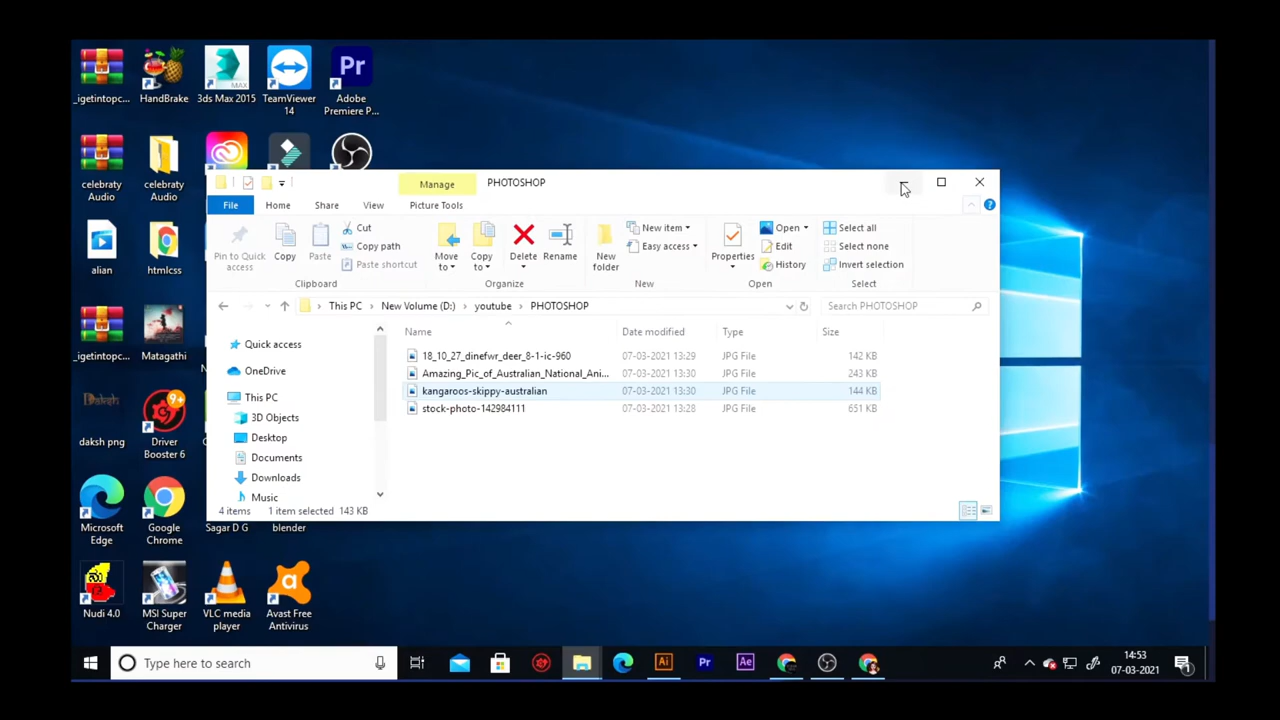 _igetintopc...
HandBrake
3ds Max 2015
TeamViewer
14
Pr
Adobe
Premiere P...
celebraty
Audio
celebraty
Audio
Manage
PHOTOSHOP
File
Home
Share
View
Picture Tools
Pin to Quick
access
Copy
Paste
Cut
Copy path
Paste shortcut
Clipboard
Move
to
Copy
to
Delete
Rename
Organize
New
folder
New item
Easy access
New
Properties
Open
Edit
History
Open
Select all
Select none
Invert selection
Select
alian
htmlcss
This PC
New Volume (D:)
youtube
PHOTOSHOP
Search PHOTOSHOP
Name
Date modified
Type
Size
18_10_27_dinefwr_deer_8-1-ic-960 07-03-2021 13:29 JPG File 142 KB
Amazing_Pic_of_Australian_National_Ani... 07-03-2021 13:30 JPG File 243 KB
kangaroos-skippy-australian 07-03-2021 13:30 JPG File 144 KB
stock-photo-142984111 07-03-2021 13:28 JPG File 651 KB
Quick access
OneDrive
This PC
3D Objects
Desktop
Documents
Downloads
Music
4 items 1 item selected 143 KB
_igetintopc...
Matagathi
Daksh
daksh png
9+
Driver
Booster 6
Microsoft
Edge
Google
Chrome
Sagar D G
blender
Nudi 4.0
MSI Super
Charger
VLC media
player
Avast Free
Antivirus
Type here to search
Ai
Pr
Ae
14:53
07-03-2021